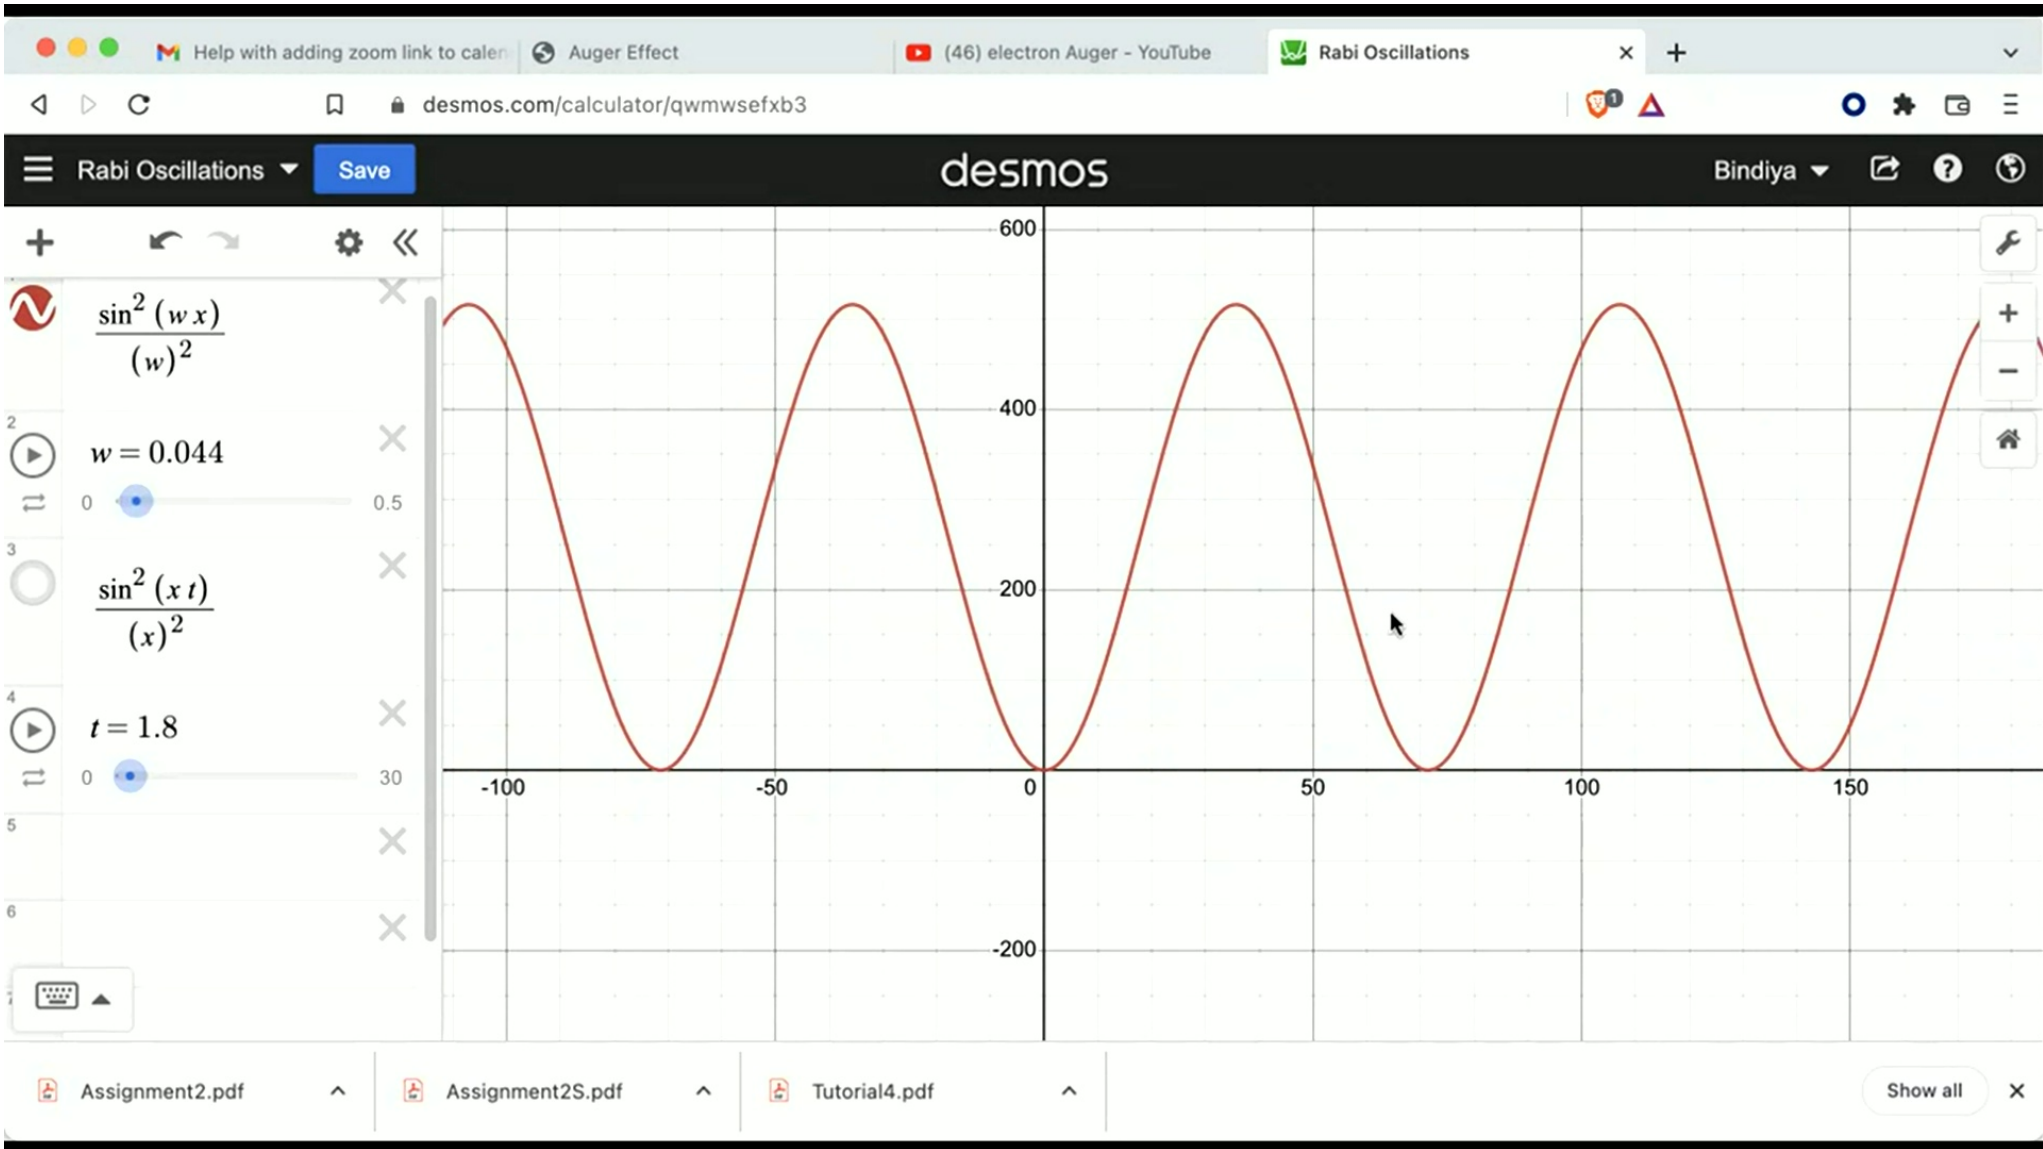 Help with adding zoom link to calen
Auger Effect
(46) electron Auger - YouTube
Rabi Oscillations
desmos.com/calculator/qwmwsefxb3
1
Rabi Oscillations
Save
desmos
Bindiya
sin² (w x)
(w)²
2
w = 0.044
0
0.5
3
sin² (x t)
(x)²
4
t = 1.8
0
30
5
6
600
400
200
-100
-50
0
50
100
150
-200
Assignment2.pdf
Assignment2S.pdf
Tutorial4.pdf
Show all